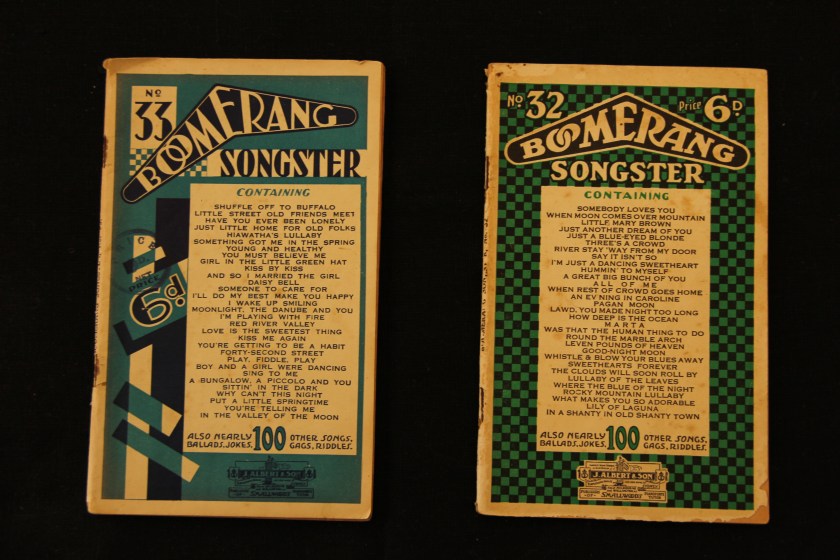 No
33
BOOMERANG
SONGSTER
CONTAINING
SHUFFLE OFF TO BUFFALO
LITTLE STREET OLD FRIENDS MEET
HAVE YOU EVER BEEN LONELY
JUST LITTLE HOME FOR OLD FOLKS
HIAWATHA'S LULLABY
SOMETHING GOT ME IN THE SPRING
YOUNG AND HEALTHY
YOU MUST BELIEVE ME
GIRL IN THE LITTLE GREEN HAT
KISS BY KISS
AND SO I MARRIED THE GIRL
DAISY BELL
SOMEONE TO CARE FOR
I'LL DO MY BEST MAKE YOU HAPPY
I WAKE UP SMILING
MOONLIGHT, THE DANUBE AND YOU
I'M PLAYING WITH FIRE
RED RIVER VALLEY
LOVE IS THE SWEETEST THING
KISS ME AGAIN
YOU'RE GETTING TO BE A HABIT
FORTY-SECOND STREET
PLAY, FIDDLE, PLAY
BOY AND A GIRL WERE DANCING
SING TO ME
A BUNGALOW, A PICCOLO AND YOU
SITTIN' IN THE DARK
WHY CAN'T THIS NIGHT
PUT A LITTLE SPRINGTIME
YOU'RE TELLING ME
IN THE VALLEY OF THE MOON
PRICE
6d
ALSO NEARLY 100 OTHER SONGS,
BALLADS, JOKES, GAGS, RIDDLES.
J. ALBERT & SON
No 32
Price 6D
BOOMERANG
SONGSTER
CONTAINING
SOMEBODY LOVES YOU
WHEN MOON COMES OVER MOUNTAIN
LITTLE MARY BROWN
JUST ANOTHER DREAM OF YOU
JUST A BLUE-EYED BLONDE
THREE'S A CROWD
RIVER STAY 'WAY FROM MY DOOR
SAY IT ISN'T SO
I'M JUST A DANCING SWEETHEART
HUMMIN' TO MYSELF
A GREAT BIG BUNCH OF YOU
ALL OF ME
WHEN REST OF CROWD GOES HOME
AN EV'NING IN CAROLINE
PAGAN MOON
LAWD, YOU MADE NIGHT TOO LONG
HOW DEEP IS THE OCEAN
MARTA
WAS THAT THE HUMAN THING TO DO
ROUND THE MARBLE ARCH
LEVEN POUNDS OF HEAVEN
GOOD-NIGHT MOON
WHISTLE & BLOW YOUR BLUES AWAY
SWEETHEARTS FOREVER
THE CLOUDS WILL SOON ROLL BY
LULLABY OF THE LEAVES
WHERE THE BLUE OF THE NIGHT
ROCKY MOUNTAIN LULLABY
WHAT MAKES YOU SO ADORABLE
LILY OF LAGUNA
IN A SHANTY IN OLD SHANTY TOWN
ALSO NEARLY 100 OTHER SONGS,
BALLADS, JOKES, GAGS, RIDDLES.
J. ALBERT & SON